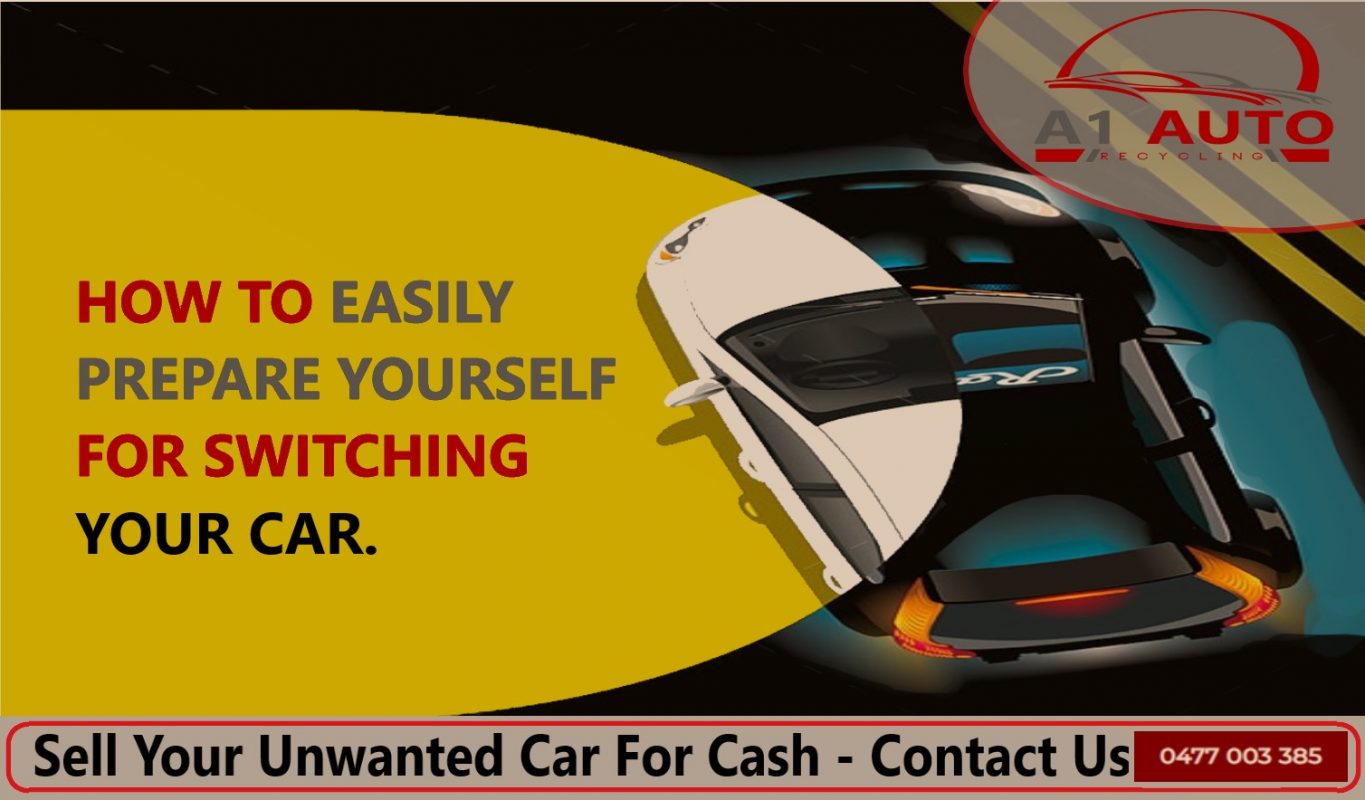 A1 AUTO
RECYCLING
HOW TO EASILY
PREPARE YOURSELF
FOR SWITCHING
YOUR CAR.
Sell Your Unwanted Car For Cash - Contact Us 0477 003 385